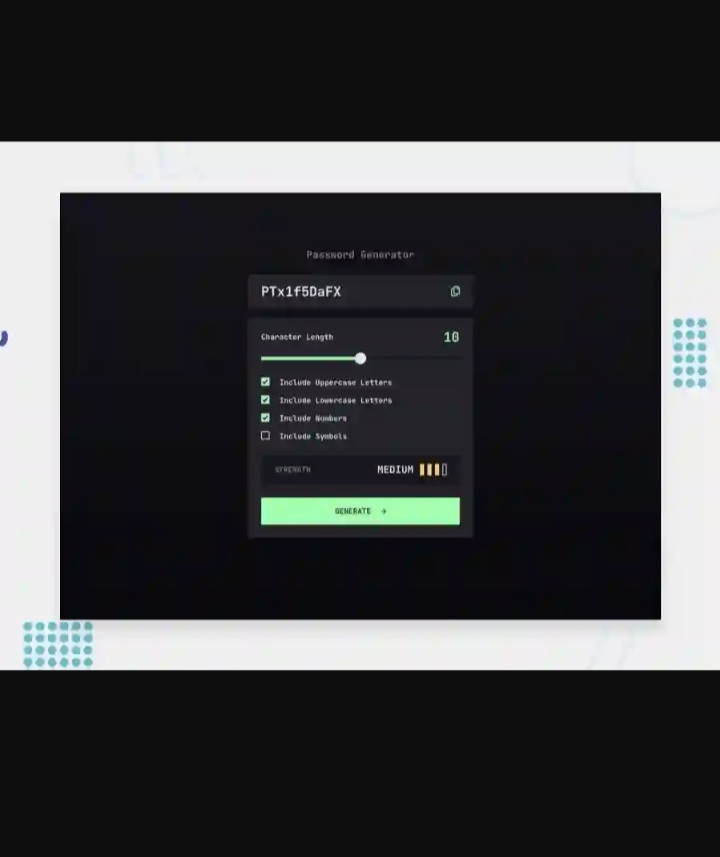 Password Generator
PTx1f5DaFX
Character Length 10
Include Uppercase Letters
Include Lowercase Letters
Include Numbers
Include Symbols
STRENGTH MEDIUM
GENERATE →